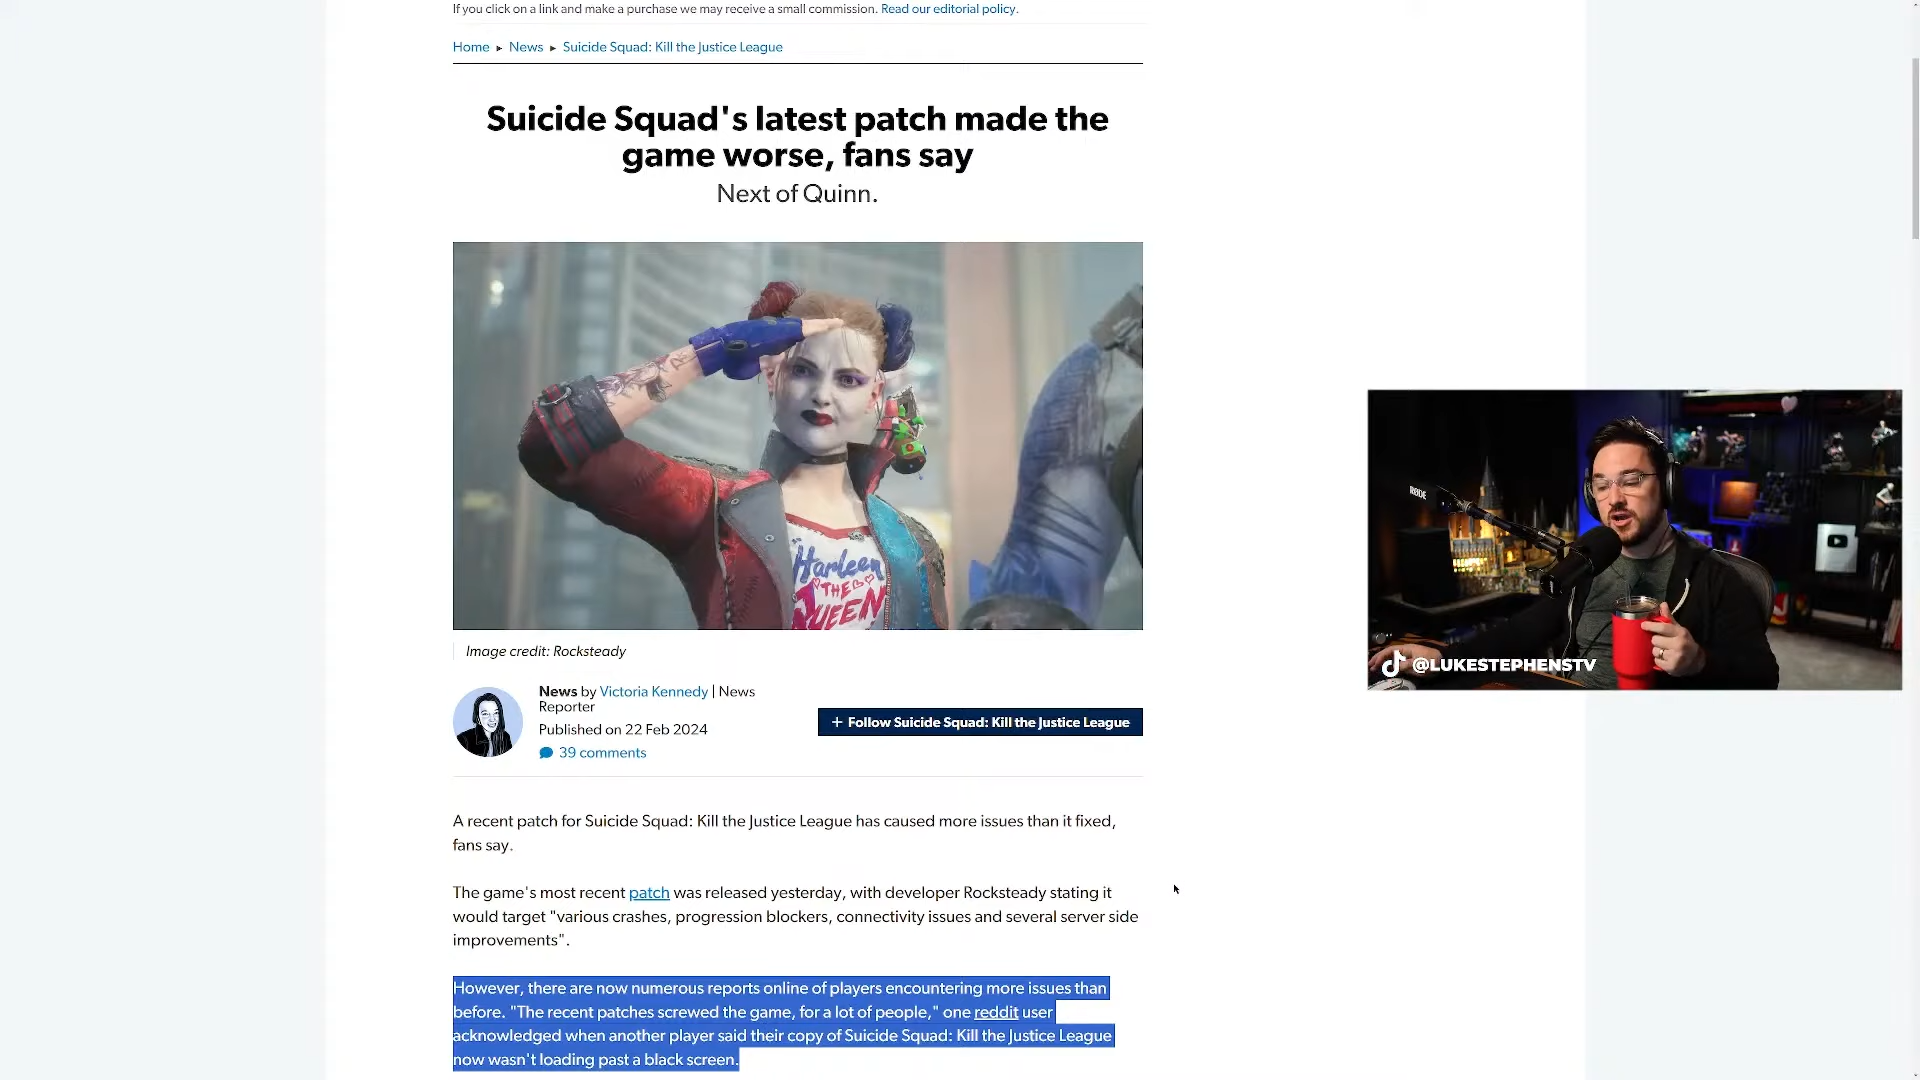 If you click on a link and make a purchase we may receive a small commission. Read our editorial policy.
Home ▸ News ▸ Suicide Squad: Kill the Justice League
Suicide Squad's latest patch made the
game worse, fans say
Next of Quinn.
Harleen
THE
QUEEN
Image credit: Rocksteady
News by Victoria Kennedy | News
Reporter
Published on 22 Feb 2024
39 comments
+ Follow Suicide Squad: Kill the Justice League
RODE
@LUKESTEPHENSTV
A recent patch for Suicide Squad: Kill the Justice League has caused more issues than it fixed,
fans say.
The game's most recent patch was released yesterday, with developer Rocksteady stating it
would target "various crashes, progression blockers, connectivity issues and several server side
improvements".
However, there are now numerous reports online of players encountering more issues than
before. "The recent patches screwed the game, for a lot of people," one reddit user
acknowledged when another player said their copy of Suicide Squad: Kill the Justice League
now wasn't loading past a black screen.